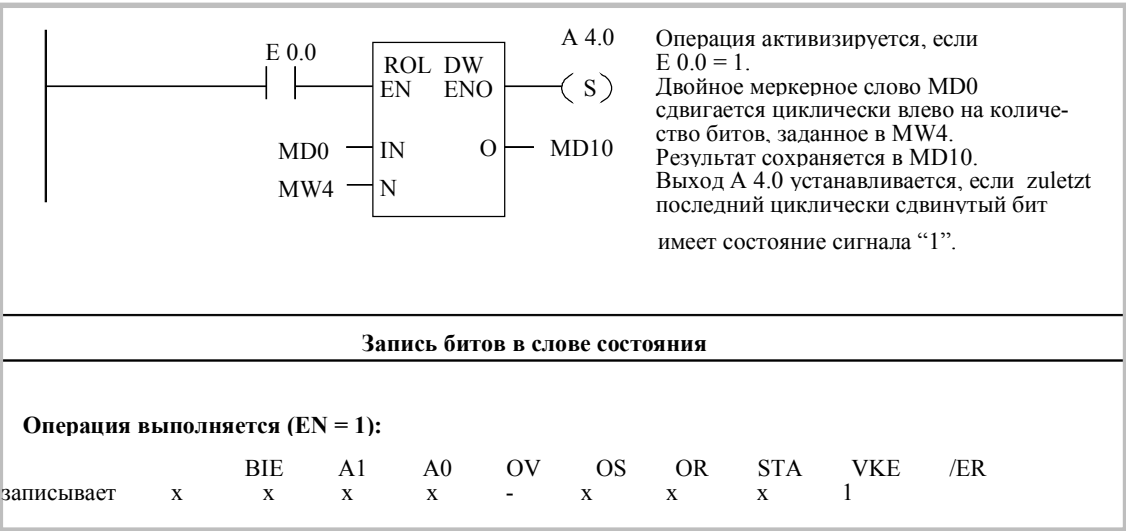 E 0.0
A 4.0
ROL DW
EN ENO
( S )
MD0
IN
O
MD10
MW4
N
Операция активизируется, если
E 0.0 = 1.
Двойное меркерное слово MD0
сдвигается циклически влево на количе-
ство битов, заданное в MW4.
Результат сохраняется в MD10.
Выход A 4.0 устанавливается, если zuletzt
последний циклически сдвинутый бит
имеет состояние сигнала “1”.
Запись битов в слове состояния
Операция выполняется (EN = 1):
BIE A1 A0 OV OS OR STA VKE /ER
записывает x x x x - x x x 1